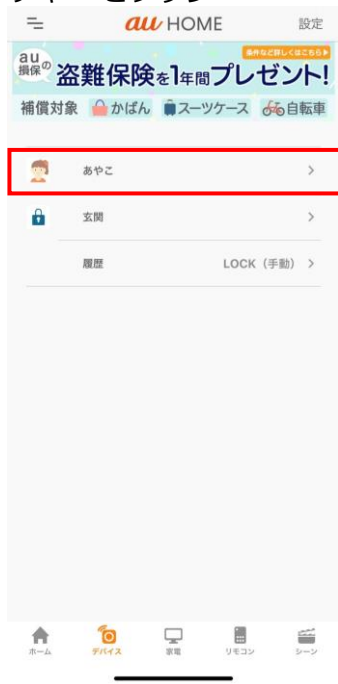 au HOME 設定
au損保の 盗難保険を1年間プレゼント!
条件など詳しくはこちら▶
補償対象 かばん スーツケース 自転車
あやこ >
玄関 >
履歴 LOCK（手動） >
ホーム デバイス 家電 リモコン シーン